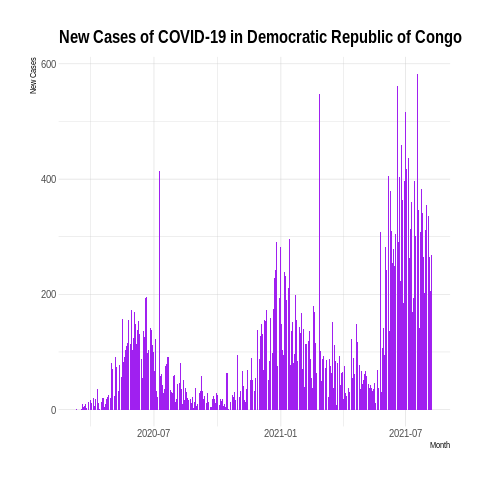 New Cases of COVID-19 in Democratic Republic of Congo
New Cases
600
400
200
0
2020-07
2021-01
2021-07
Month